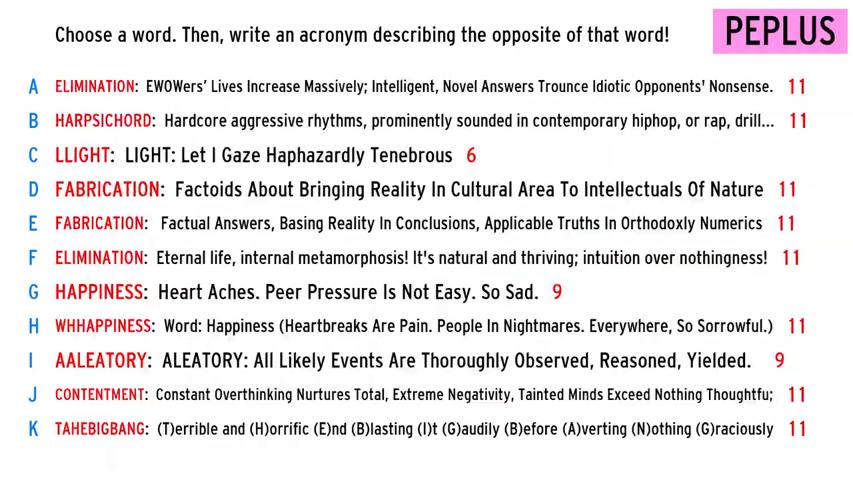 Choose a word. Then, write an acronym describing the opposite of that word!
PEPLUS
A ELIMINATION: EWOWers' Lives Increase Massively; Intelligent, Novel Answers Trounce Idiotic Opponents' Nonsense. 11
B HARPSICHORD: Hardcore aggressive rhythms, prominently sounded in contemporary hiphop, or rap, drill... 11
C LLIGHT: LIGHT: Let I Gaze Haphazardly Tenebrous 6
D FABRICATION: Factoids About Bringing Reality In Cultural Area To Intellectuals Of Nature 11
E FABRICATION: Factual Answers, Basing Reality In Conclusions, Applicable Truths In Orthodoxly Numerics 11
F ELIMINATION: Eternal life, internal metamorphosis! It's natural and thriving; intuition over nothingness! 11
G HAPPINESS: Heart Aches. Peer Pressure Is Not Easy. So Sad. 9
H WHHAPPINESS: Word: Happiness (Heartbreaks Are Pain. People In Nightmares. Everywhere, So Sorrowful.) 11
I AALEATORY: ALEATORY: All Likely Events Are Thoroughly Observed, Reasoned, Yielded. 9
J CONTENTMENT: Constant Overthinking Nurtures Total, Extreme Negativity, Tainted Minds Exceed Nothing Thoughtfu; 11
K TAHEBIGBANG: (T)errible and (H)orrific (E)nd (B)lasting (I)t (G)audily (B)efore (A)verting (N)othing (G)raciously 11